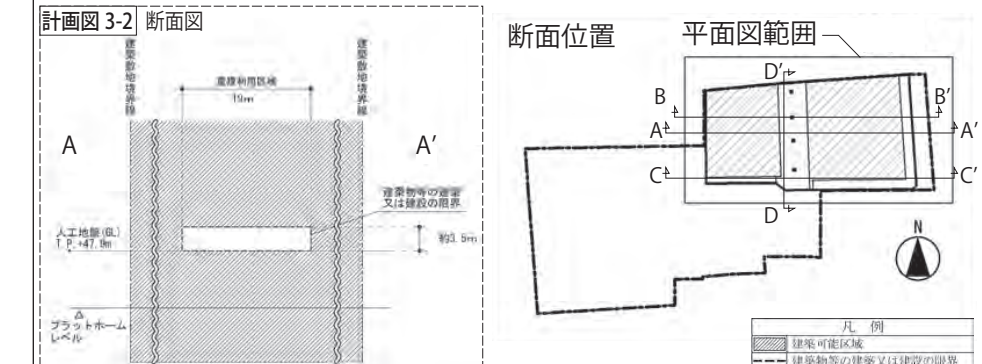 計画図 3-2 断面図
建築敷地境界線
建築敷地境界線
重複利用区域
19m
A
A’
建築物等の建築
又は建設の限界
約3.5m
人工地盤(GL)
T.P.+47.9m
プラットホーム
レベル
断面位置
平面図範囲
D’
B
B’
A
A’
C
C’
D
N
凡 例
建築可能区域
建築物等の建築又は建設の限界